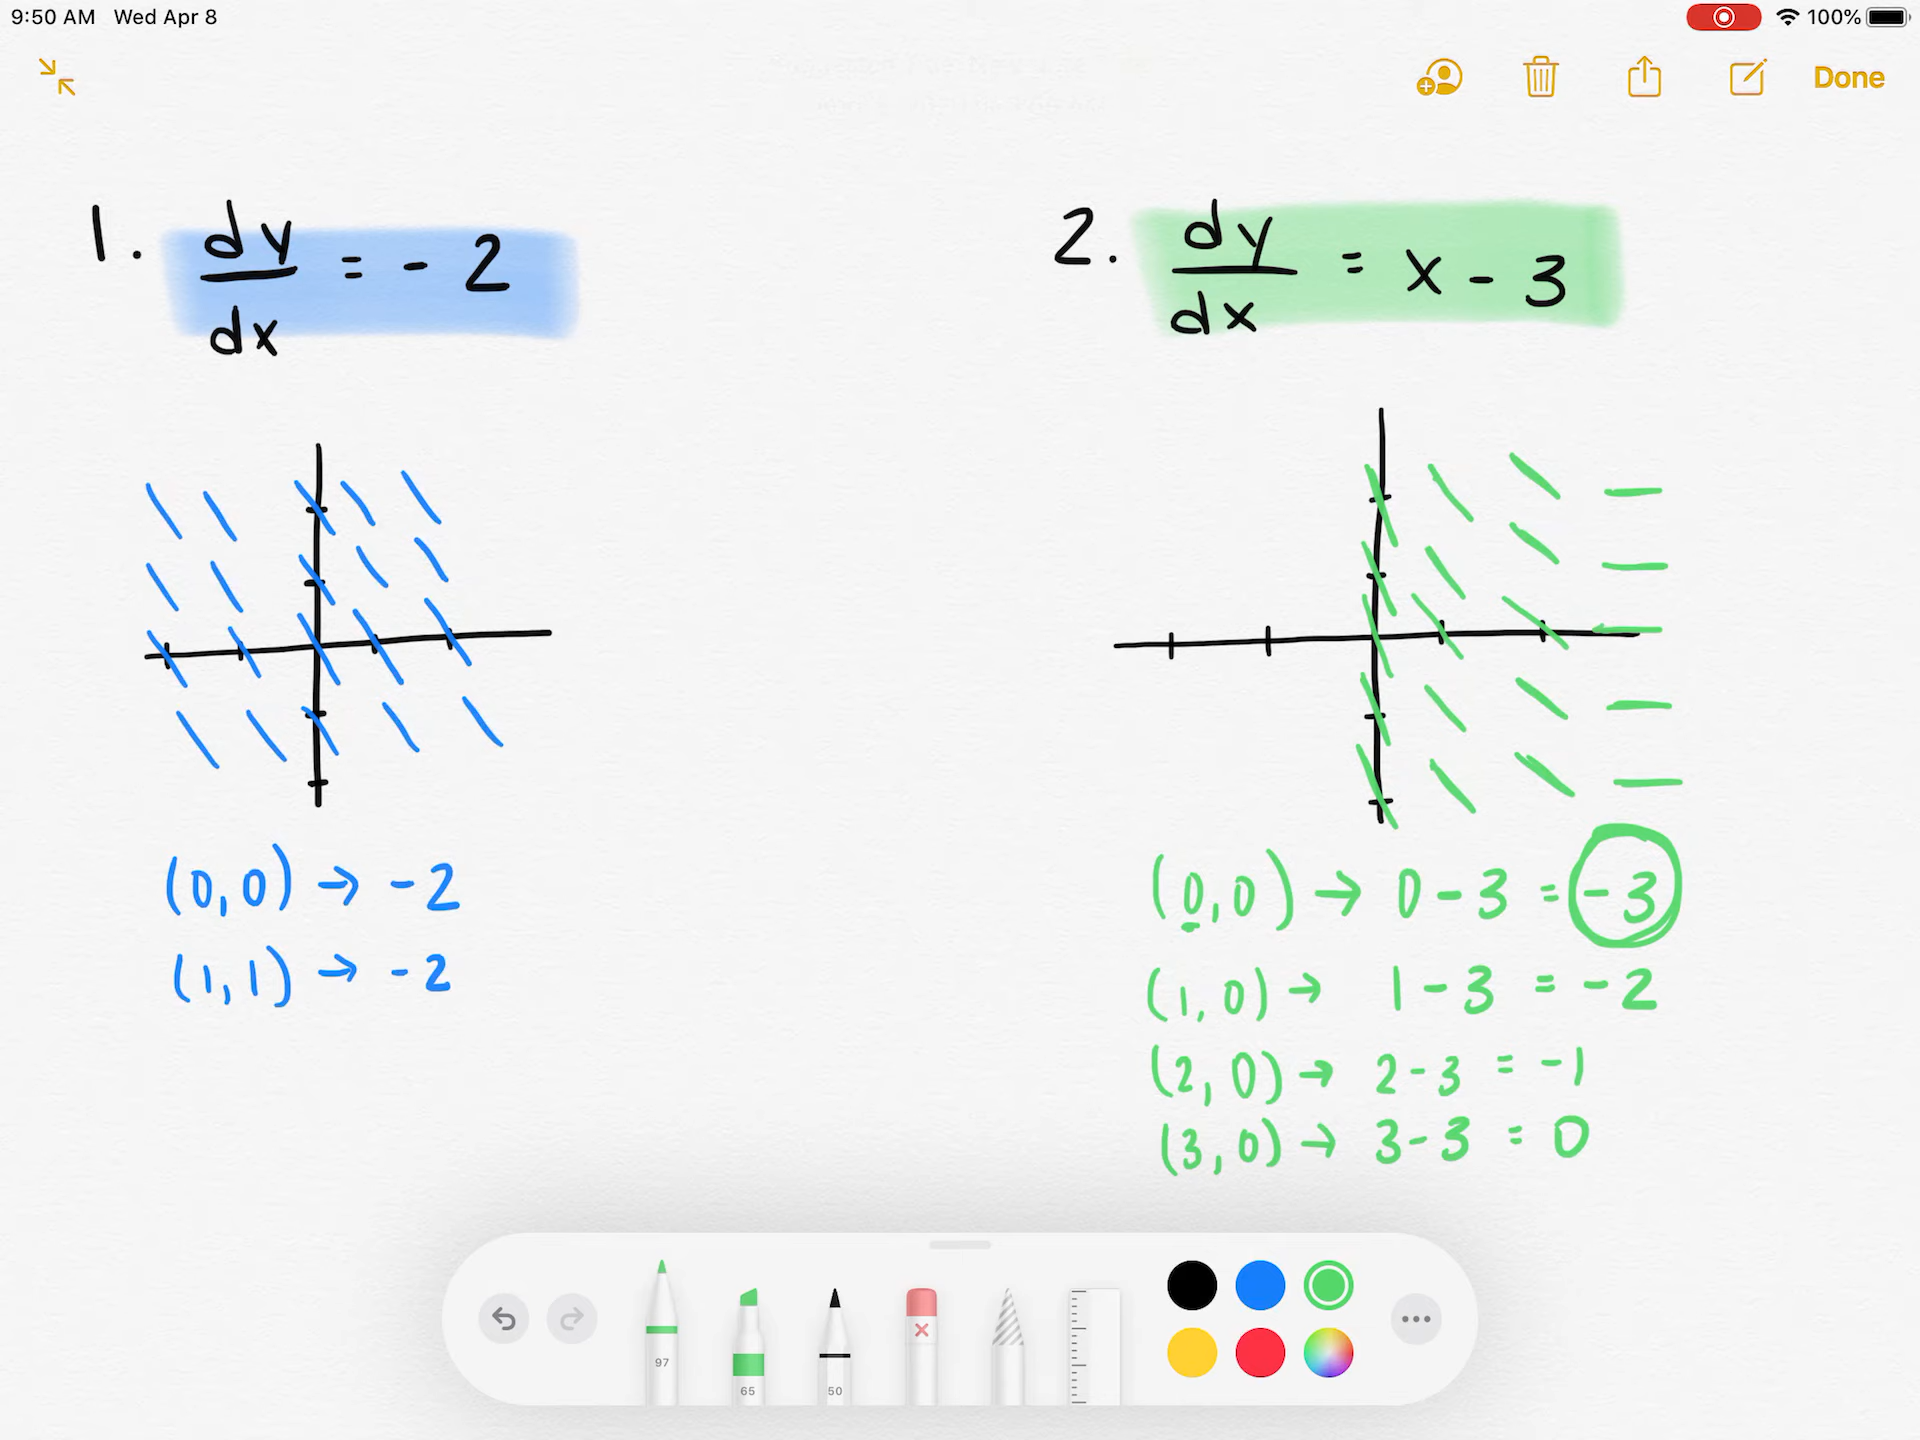 9:50 AM Wed Apr 8
100%
Done
1. dy/dx = - 2
2. dy/dx = x - 3
(0,0) → -2
(1,1) → -2
(0,0) → 0 - 3 = -3
(1,0) → 1 - 3 = -2
(2,0) → 2-3 = -1
(3,0) → 3-3 = 0
97
65
50